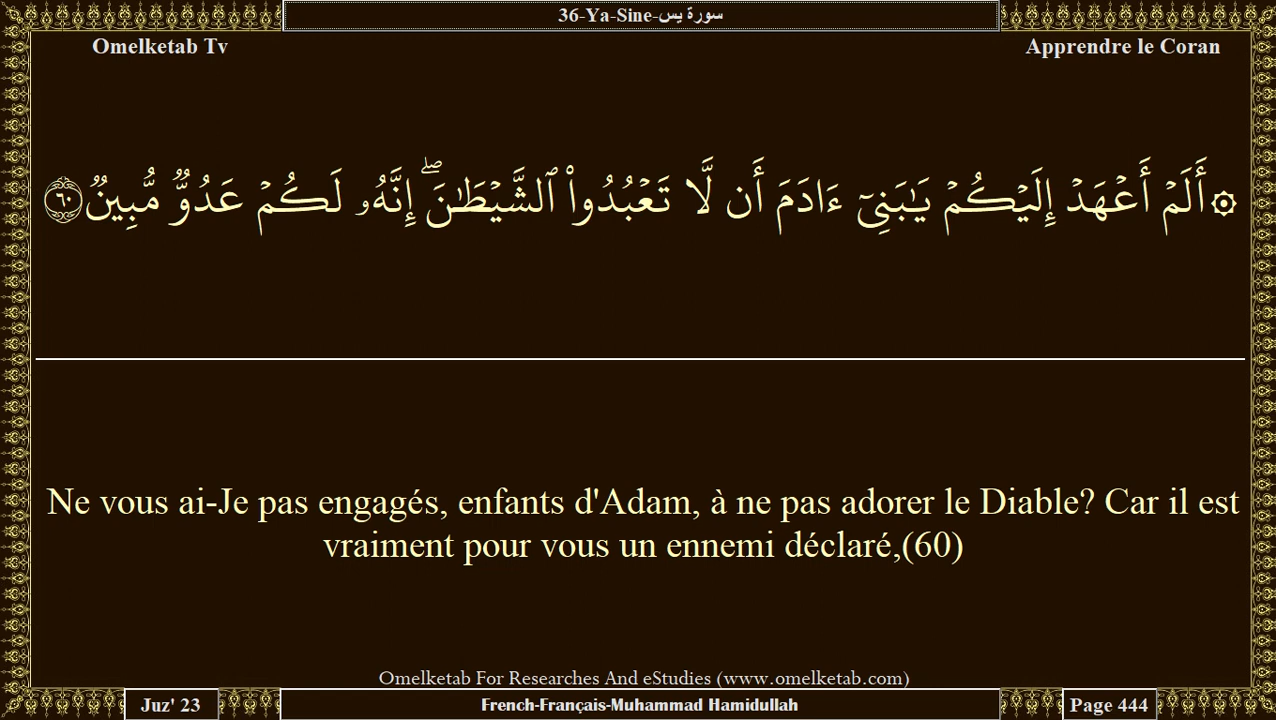 36-Ya-Sine-سورة يس
Omelketab Tv
Apprendre le Coran
۞ أَلَمۡ أَعۡهَدۡ إِلَيۡكُمۡ يَٰبَنِيٓ ءَادَمَ أَن لَّا تَعۡبُدُواْ ٱلشَّيۡطَٰنَۖ إِنَّهُۥ لَكُمۡ عَدُوّٞ مُّبِينٞ ٦٠
Ne vous ai-Je pas engagés, enfants d'Adam, à ne pas adorer le Diable? Car il est
vraiment pour vous un ennemi déclaré,(60)
Omelketab For Researches And eStudies (www.omelketab.com)
Juz' 23
French-Français-Muhammad Hamidullah
Page 444